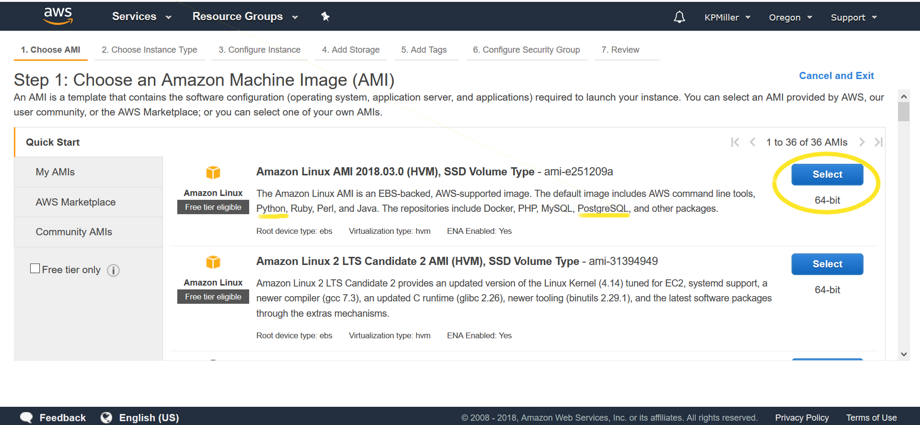 aws Services Resource Groups KPMiller Oregon Support
1. Choose AMI 2. Choose Instance Type 3. Configure Instance 4. Add Storage 5. Add Tags 6. Configure Security Group 7. Review
Step 1: Choose an Amazon Machine Image (AMI)
Cancel and Exit
An AMI is a template that contains the software configuration (operating system, application server, and applications) required to launch your instance. You can select an AMI provided by AWS, our
user community, or the AWS Marketplace; or you can select one of your own AMIs.
Quick Start
1 to 36 of 36 AMIs
My AMIs
AWS Marketplace
Community AMIs
Free tier only i
Amazon Linux
Free tier eligible
Amazon Linux AMI 2018.03.0 (HVM), SSD Volume Type - ami-e251209a
The Amazon Linux AMI is an EBS-backed, AWS-supported image. The default image includes AWS command line tools,
Python, Ruby, Perl, and Java. The repositories include Docker, PHP, MySQL, PostgreSQL, and other packages.
Root device type: ebs Virtualization type: hvm ENA Enabled: Yes
Select
64-bit
Amazon Linux
Free tier eligible
Amazon Linux 2 LTS Candidate 2 AMI (HVM), SSD Volume Type - ami-31394949
Amazon Linux 2 LTS Candidate 2 provides an updated version of the Linux Kernel (4.14) tuned for EC2, systemd support, a
newer compiler (gcc 7.3), an updated C runtime (glibc 2.26), newer tooling (binutils 2.29.1), and the latest software packages
through the extras mechanisms.
Root device type: ebs Virtualization type: hvm ENA Enabled: Yes
Select
64-bit
Feedback English (US) © 2008 - 2018, Amazon Web Services, Inc. or its affiliates. All rights reserved. Privacy Policy Terms of Use